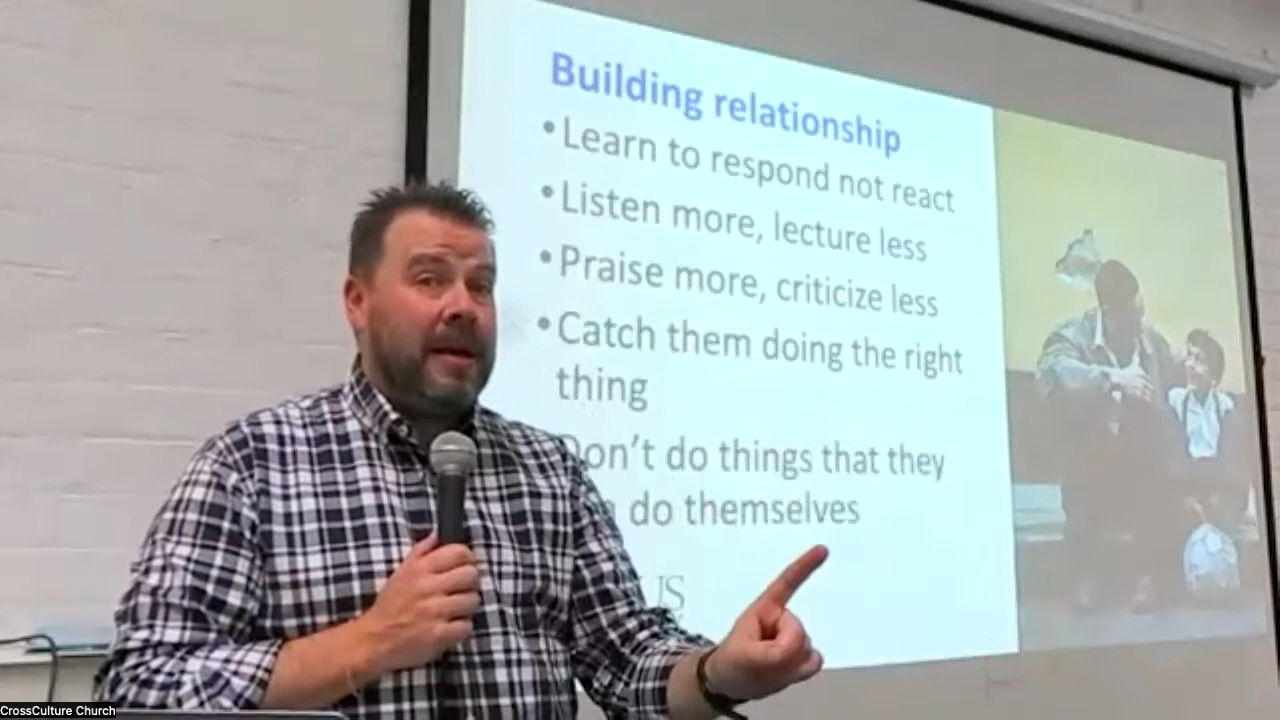 Building relationship
• Learn to respond not react
• Listen more, lecture less
• Praise more, criticize less
• Catch them doing the right
thing
Don't do things that they
do themselves
CrossCulture Church